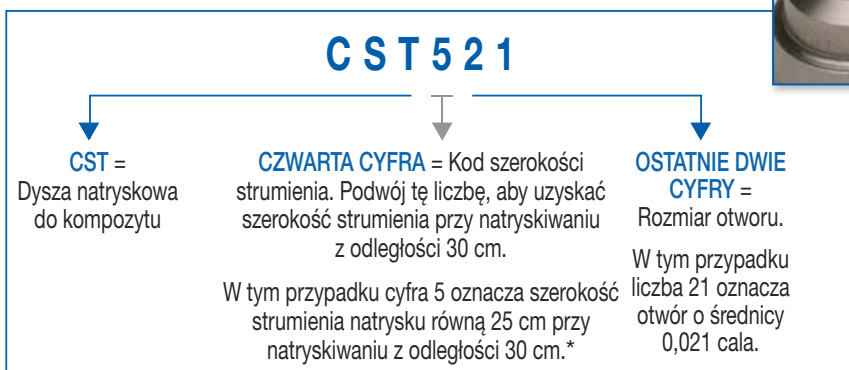 CST521
CST =
Dysza natryskowa
do kompozytu
CZWARTA CYFRA = Kod szerokości
strumienia. Podwój tę liczbę, aby uzyskać
szerokość strumienia przy natryskiwaniu
z odległości 30 cm.
W tym przypadku cyfra 5 oznacza szerokość
strumienia natrysku równą 25 cm przy
natryskiwaniu z odległości 30 cm.*
OSTATNIE DWIE
CYFRY =
Rozmiar otworu.
W tym przypadku
liczba 21 oznacza
otwór o średnicy
0,021 cala.